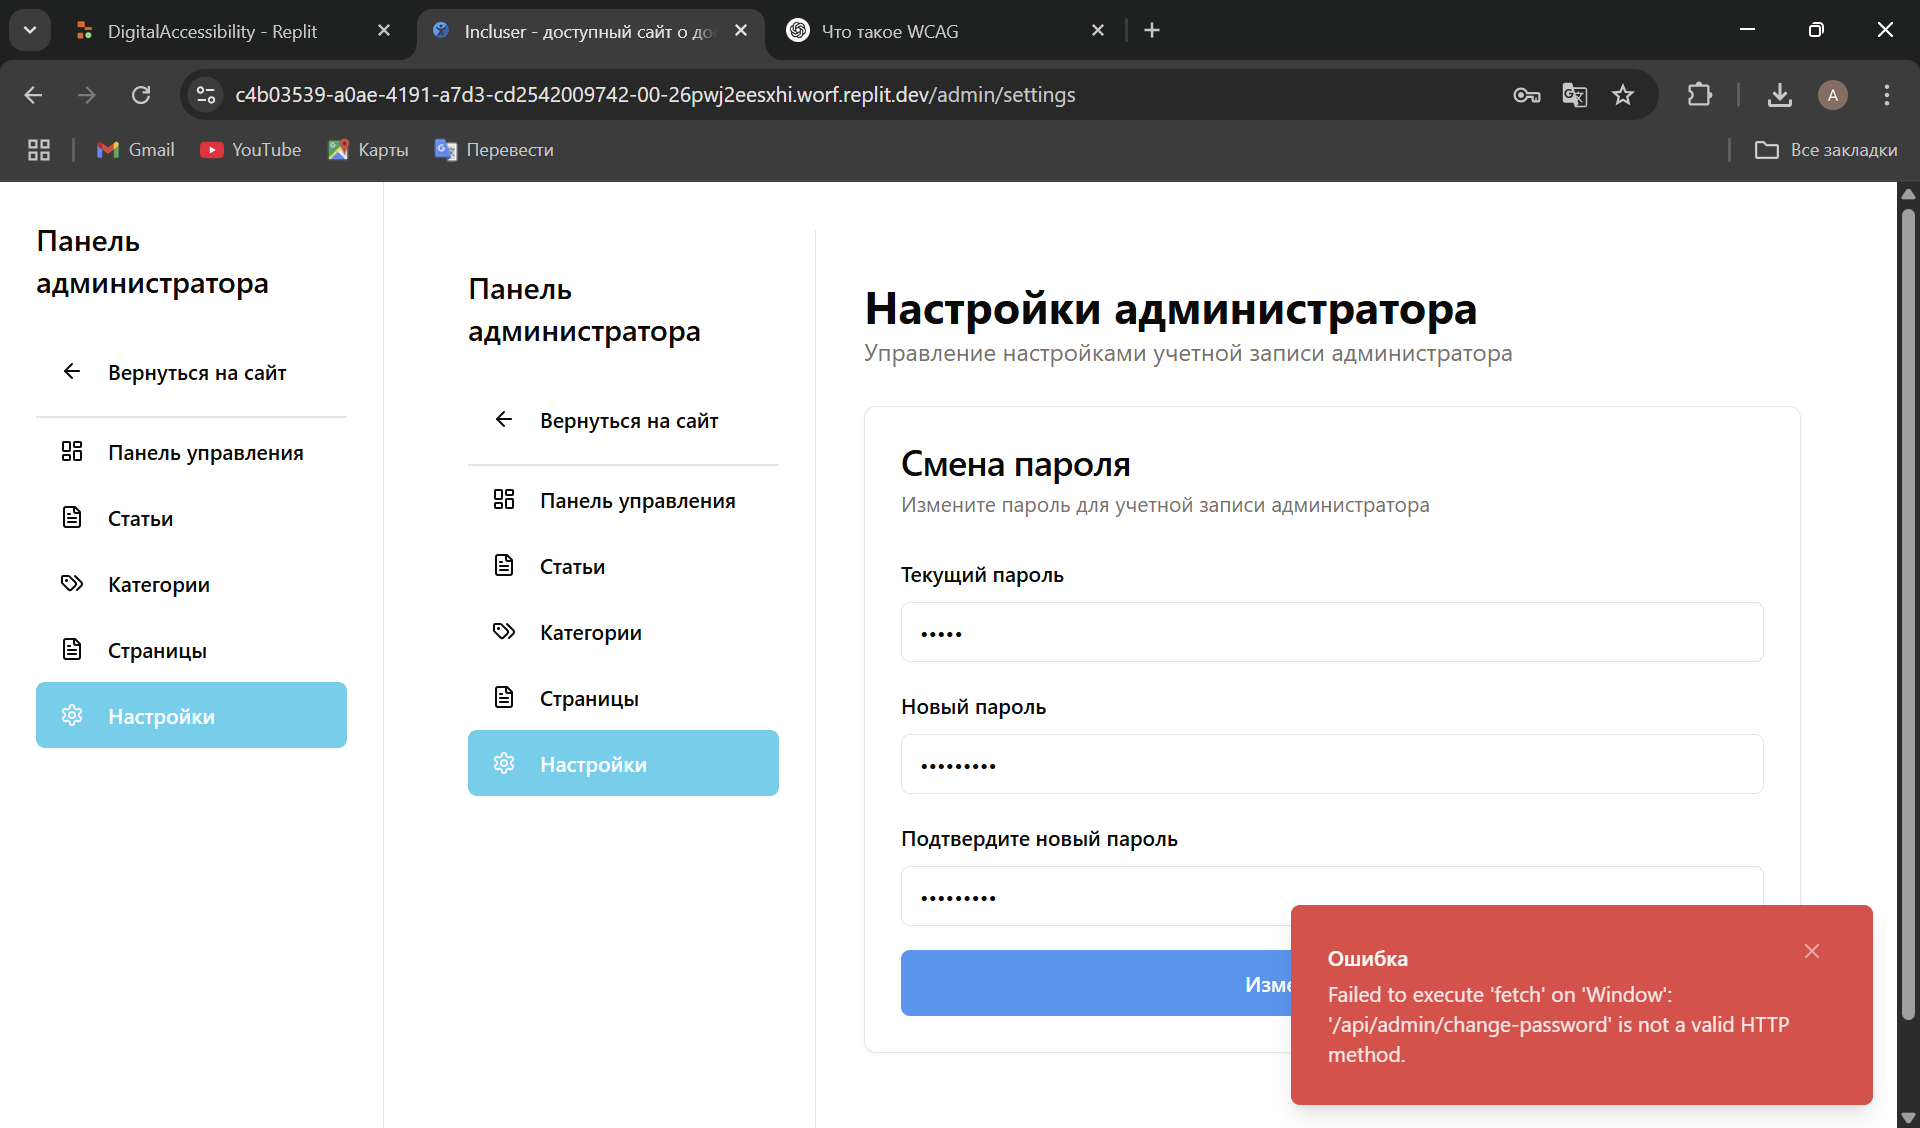 DigitalAccessibility - Replit
Incluser - доступный сайт о до
Что такое WCAG
c4b03539-a0ae-4191-a7d3-cd2542009742-00-26pwj2eesxhi.worf.replit.dev/admin/settings
A
Gmail
YouTube
Карты
Перевести
Все закладки
Панель
администратора
Вернуться на сайт
Панель управления
Статьи
Категории
Страницы
Настройки
Панель
администратора
Вернуться на сайт
Панель управления
Статьи
Категории
Страницы
Настройки
Настройки администратора
Управление настройками учетной записи администратора
Смена пароля
Измените пароль для учетной записи администратора
Текущий пароль
•••••
Новый пароль
•••••••••
Подтвердите новый пароль
•••••••••
Изме
Ошибка
Failed to execute 'fetch' on 'Window':
'/api/admin/change-password' is not a valid HTTP
method.